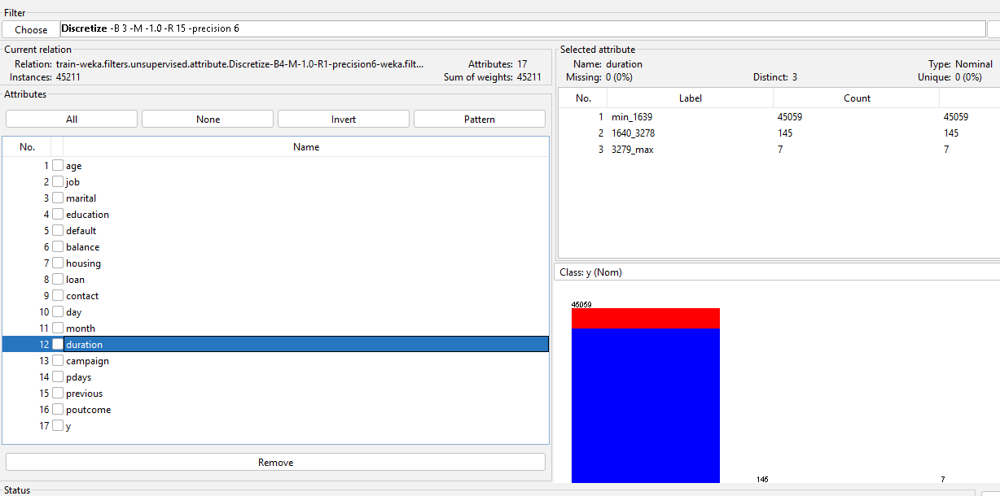 Filter
Choose Discretize -B 3 -M -1.0 -R 15 -precision 6
Current relation
Relation: train-weka.filters.unsupervised.attribute.Discretize-B4-M-1.0-R1-precision6-weka.filt... Attributes: 17
Instances: 45211 Sum of weights: 45211
Attributes
All None Invert Pattern
No. Name
1 age
2 job
3 marital
4 education
5 default
6 balance
7 housing
8 loan
9 contact
10 day
11 month
12 duration
13 campaign
14 pdays
15 previous
16 poutcome
17 y
Remove
Status
Selected attribute
Name: duration Type: Nominal
Missing: 0 (0%) Distinct: 3 Unique: 0 (0%)
No. Label Count
1 min_1639 45059 45059
2 1640_3278 145 145
3 3279_max 7 7
Class: y (Nom)
45059
145 7